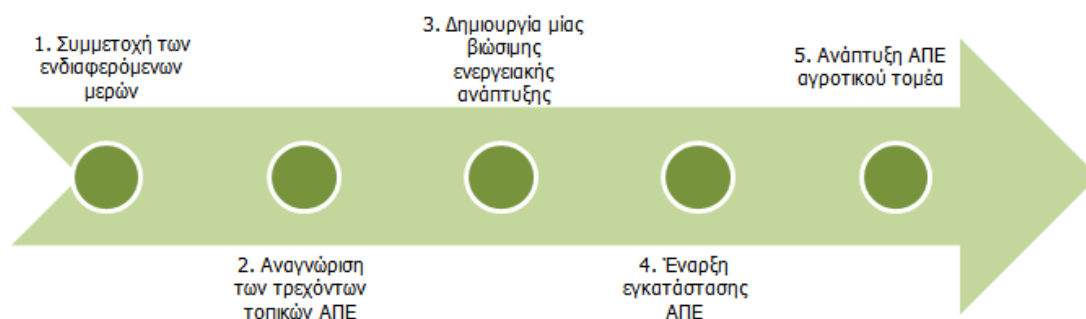 1. Συμμετοχή των
ενδιαφερόμενων
μερών
2. Αναγνώριση
των τρεχόντων
τοπικών ΑΠΕ
3. Δημιουργία μίας
βιώσιμης
ενεργειακής
ανάπτυξης
4. Έναρξη
εγκατάστασης
ΑΠΕ
5. Ανάπτυξη ΑΠΕ
αγροτικού τομέα